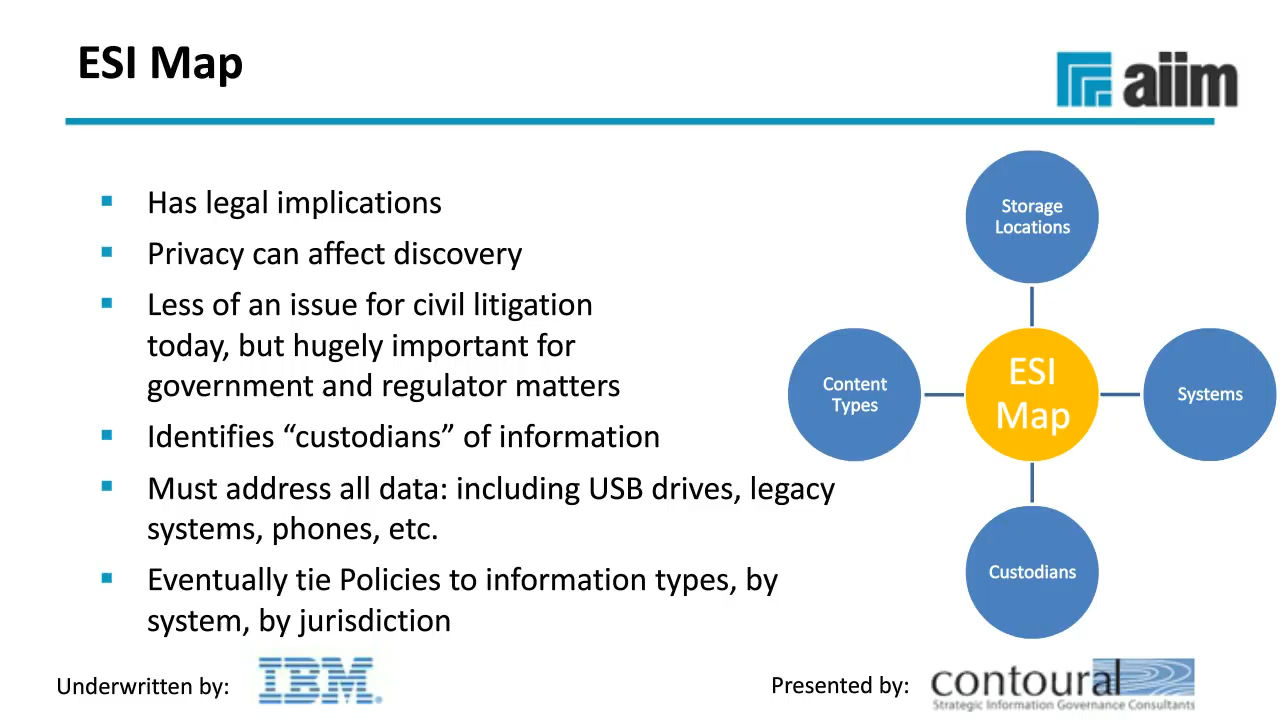 ESI Map
aiim
Has legal implications
Privacy can affect discovery
Less of an issue for civil litigation
today, but hugely important for
government and regulator matters
Identifies “custodians” of information
Must address all data: including USB drives, legacy
systems, phones, etc.
Eventually tie Policies to information types, by
system, by jurisdiction
Storage
Locations
Content
Types
ESI
Map
Systems
Custodians
Underwritten by:
IBM®
Presented by:
contoural
Strategic Information Governance Consultants